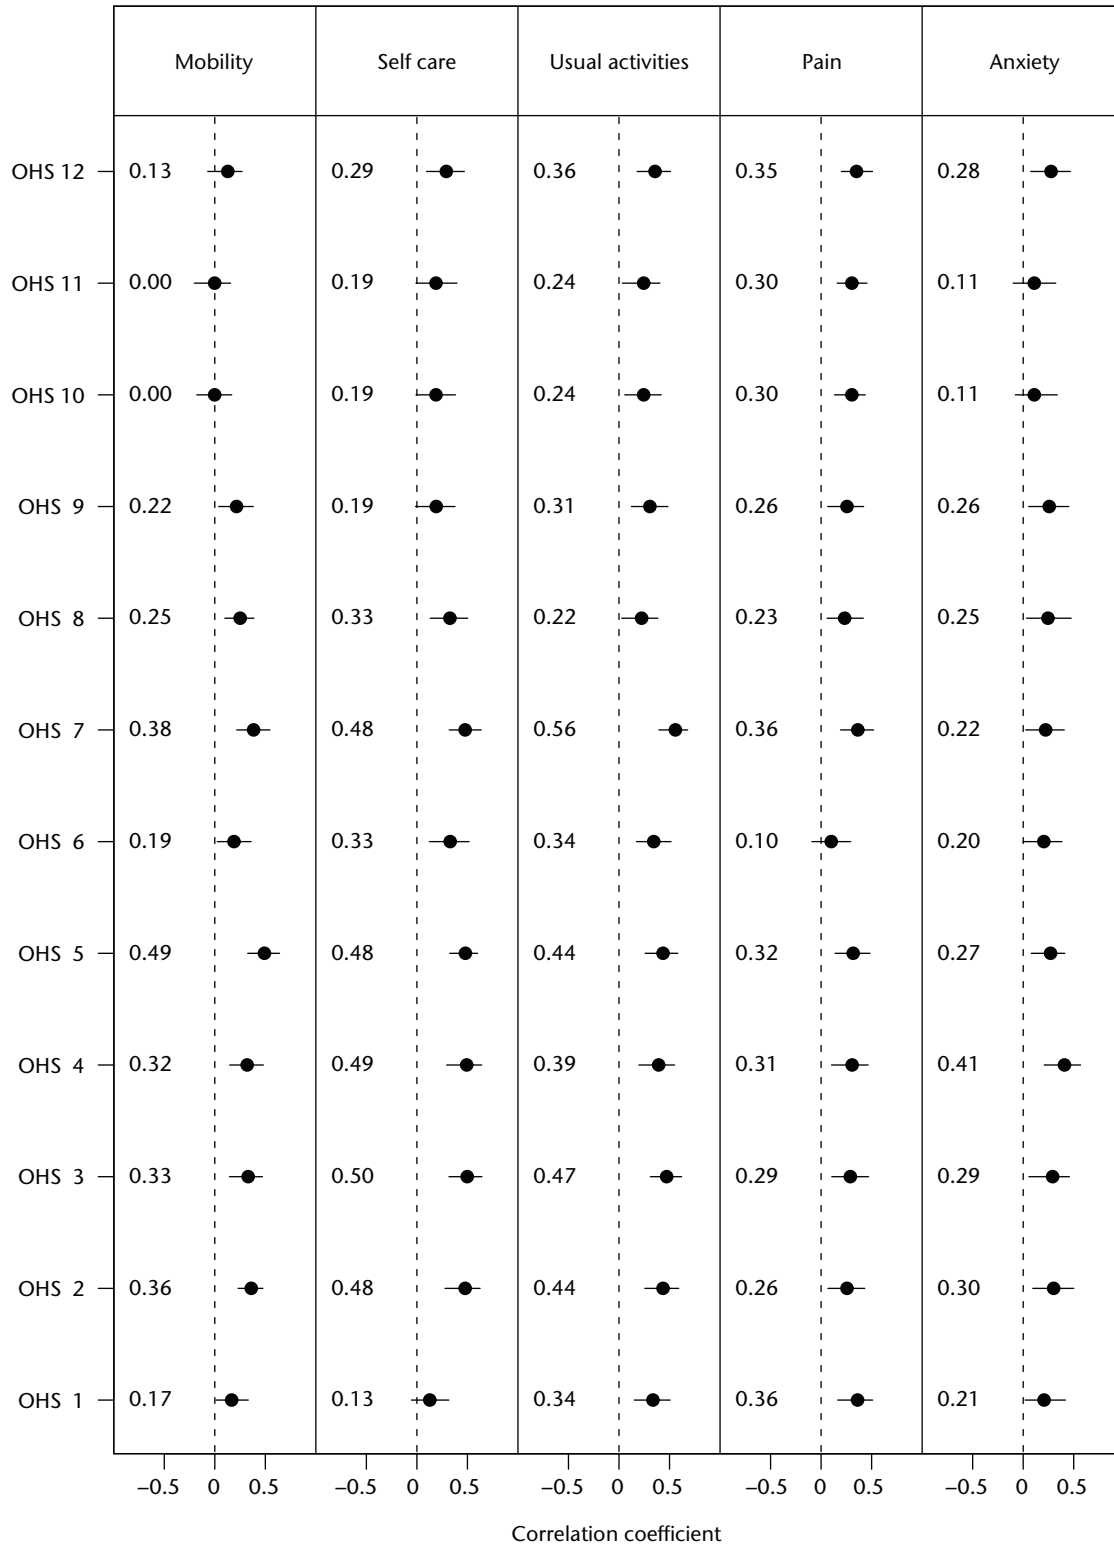 Mobility Self care Usual activities Pain Anxiety
OHS 12 0.13 0.29 0.36 0.35 0.28
OHS 11 0.00 0.19 0.24 0.30 0.11
OHS 10 0.00 0.19 0.24 0.30 0.11
OHS 9 0.22 0.19 0.31 0.26 0.26
OHS 8 0.25 0.33 0.22 0.23 0.25
OHS 7 0.38 0.48 0.56 0.36 0.22
OHS 6 0.19 0.33 0.34 0.10 0.20
OHS 5 0.49 0.48 0.44 0.32 0.27
OHS 4 0.32 0.49 0.39 0.31 0.41
OHS 3 0.33 0.50 0.47 0.29 0.29
OHS 2 0.36 0.48 0.44 0.26 0.30
OHS 1 0.17 0.13 0.34 0.36 0.21
−0.5 0 0.5 −0.5 0 0.5 −0.5 0 0.5 −0.5 0 0.5 −0.5 0 0.5
Correlation coefficient